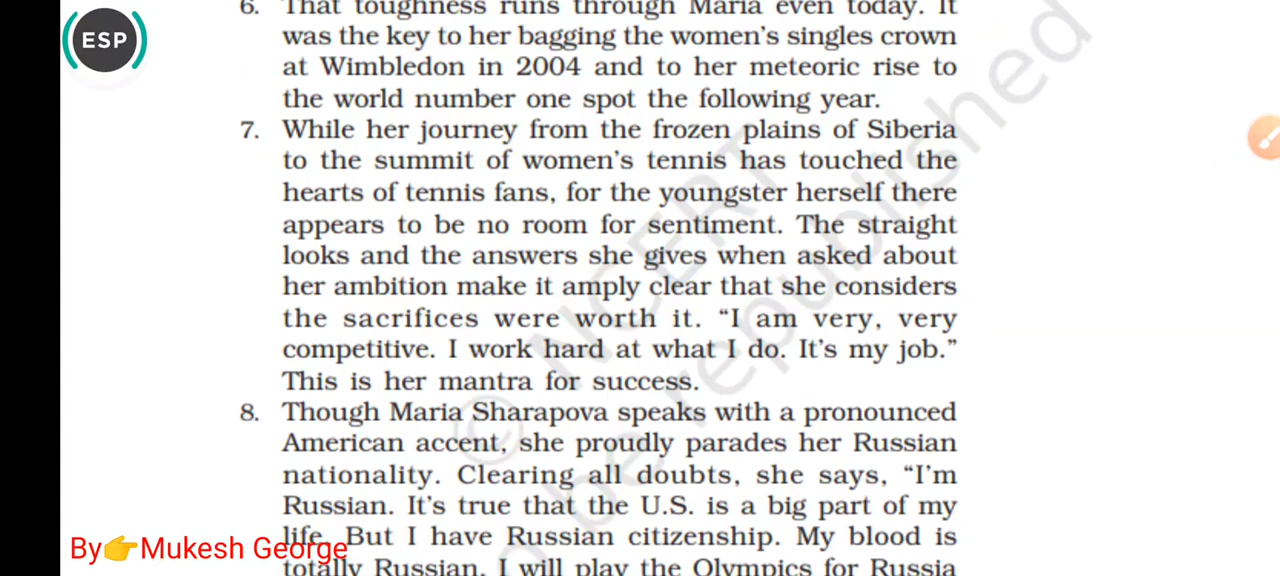 ESP
6. That toughness runs through Maria even today. It
was the key to her bagging the women's singles crown
at Wimbledon in 2004 and to her meteoric rise to
the world number one spot the following year.
7. While her journey from the frozen plains of Siberia
to the summit of women's tennis has touched the
hearts of tennis fans, for the youngster herself there
appears to be no room for sentiment. The straight
looks and the answers she gives when asked about
her ambition make it amply clear that she considers
the sacrifices were worth it. “I am very, very
competitive. I work hard at what I do. It's my job.”
This is her mantra for success.
8. Though Maria Sharapova speaks with a pronounced
American accent, she proudly parades her Russian
nationality. Clearing all doubts, she says, “I'm
Russian. It's true that the U.S. is a big part of my
life. But I have Russian citizenship. My blood is
totally Russian. I will play the Olympics for Russia
By👉Mukesh George
© NCERT
be republished